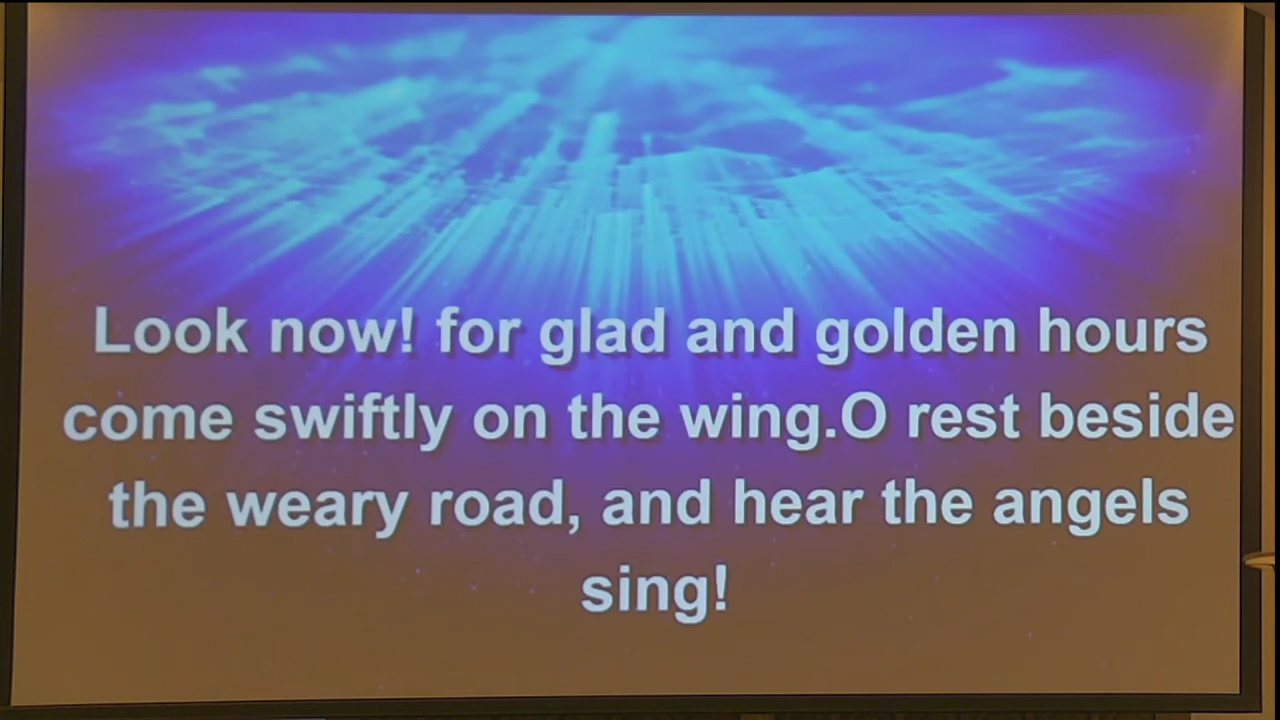 Look now! for glad and golden hours
come swiftly on the wing.O rest beside
the weary road, and hear the angels
sing!